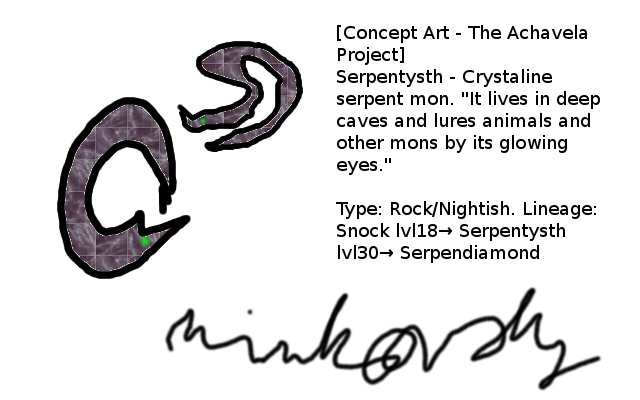 [Concept Art - The Achavela
Project]
Serpentysth - Crystaline
serpent mon. "It lives in deep
caves and lures animals and
other mons by its glowing
eyes."
Type: Rock/Nightish. Lineage:
Snock lvl18→ Serpentysth
lvl30→ Serpendiamond